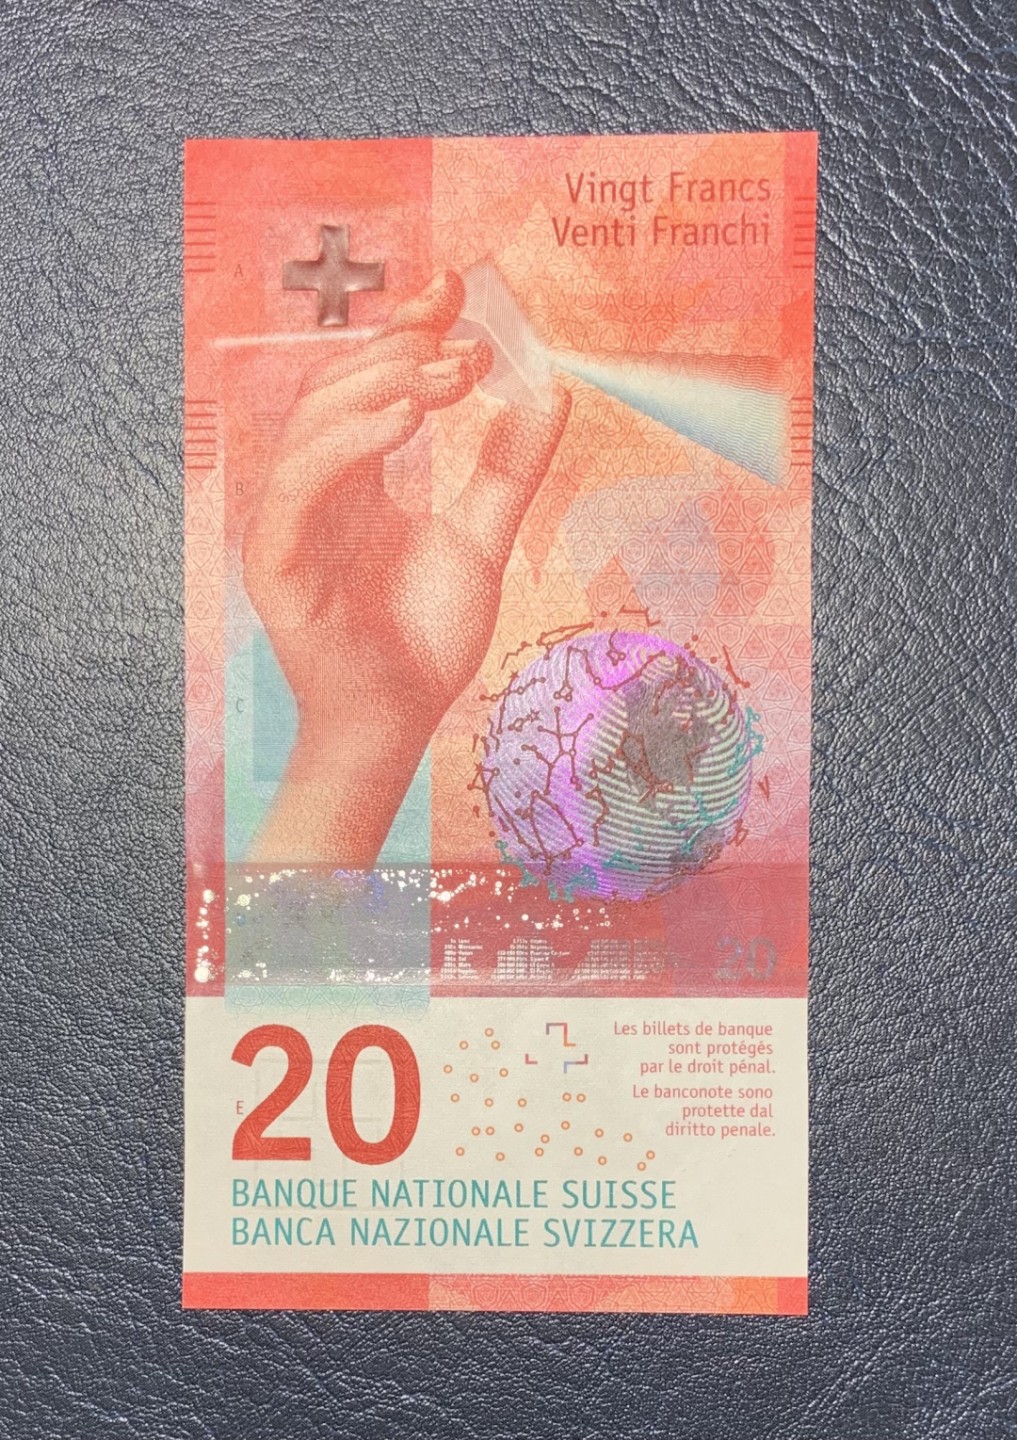 Vingt Francs
Venti Franchi
A
B
C
20
20
E
Les billets de banque
sont protégés
par le droit pénal.
Le banconote sono
protette dal
diritto penale.
BANQUE NATIONALE SUISSE
BANCA NAZIONALE SVIZZERA